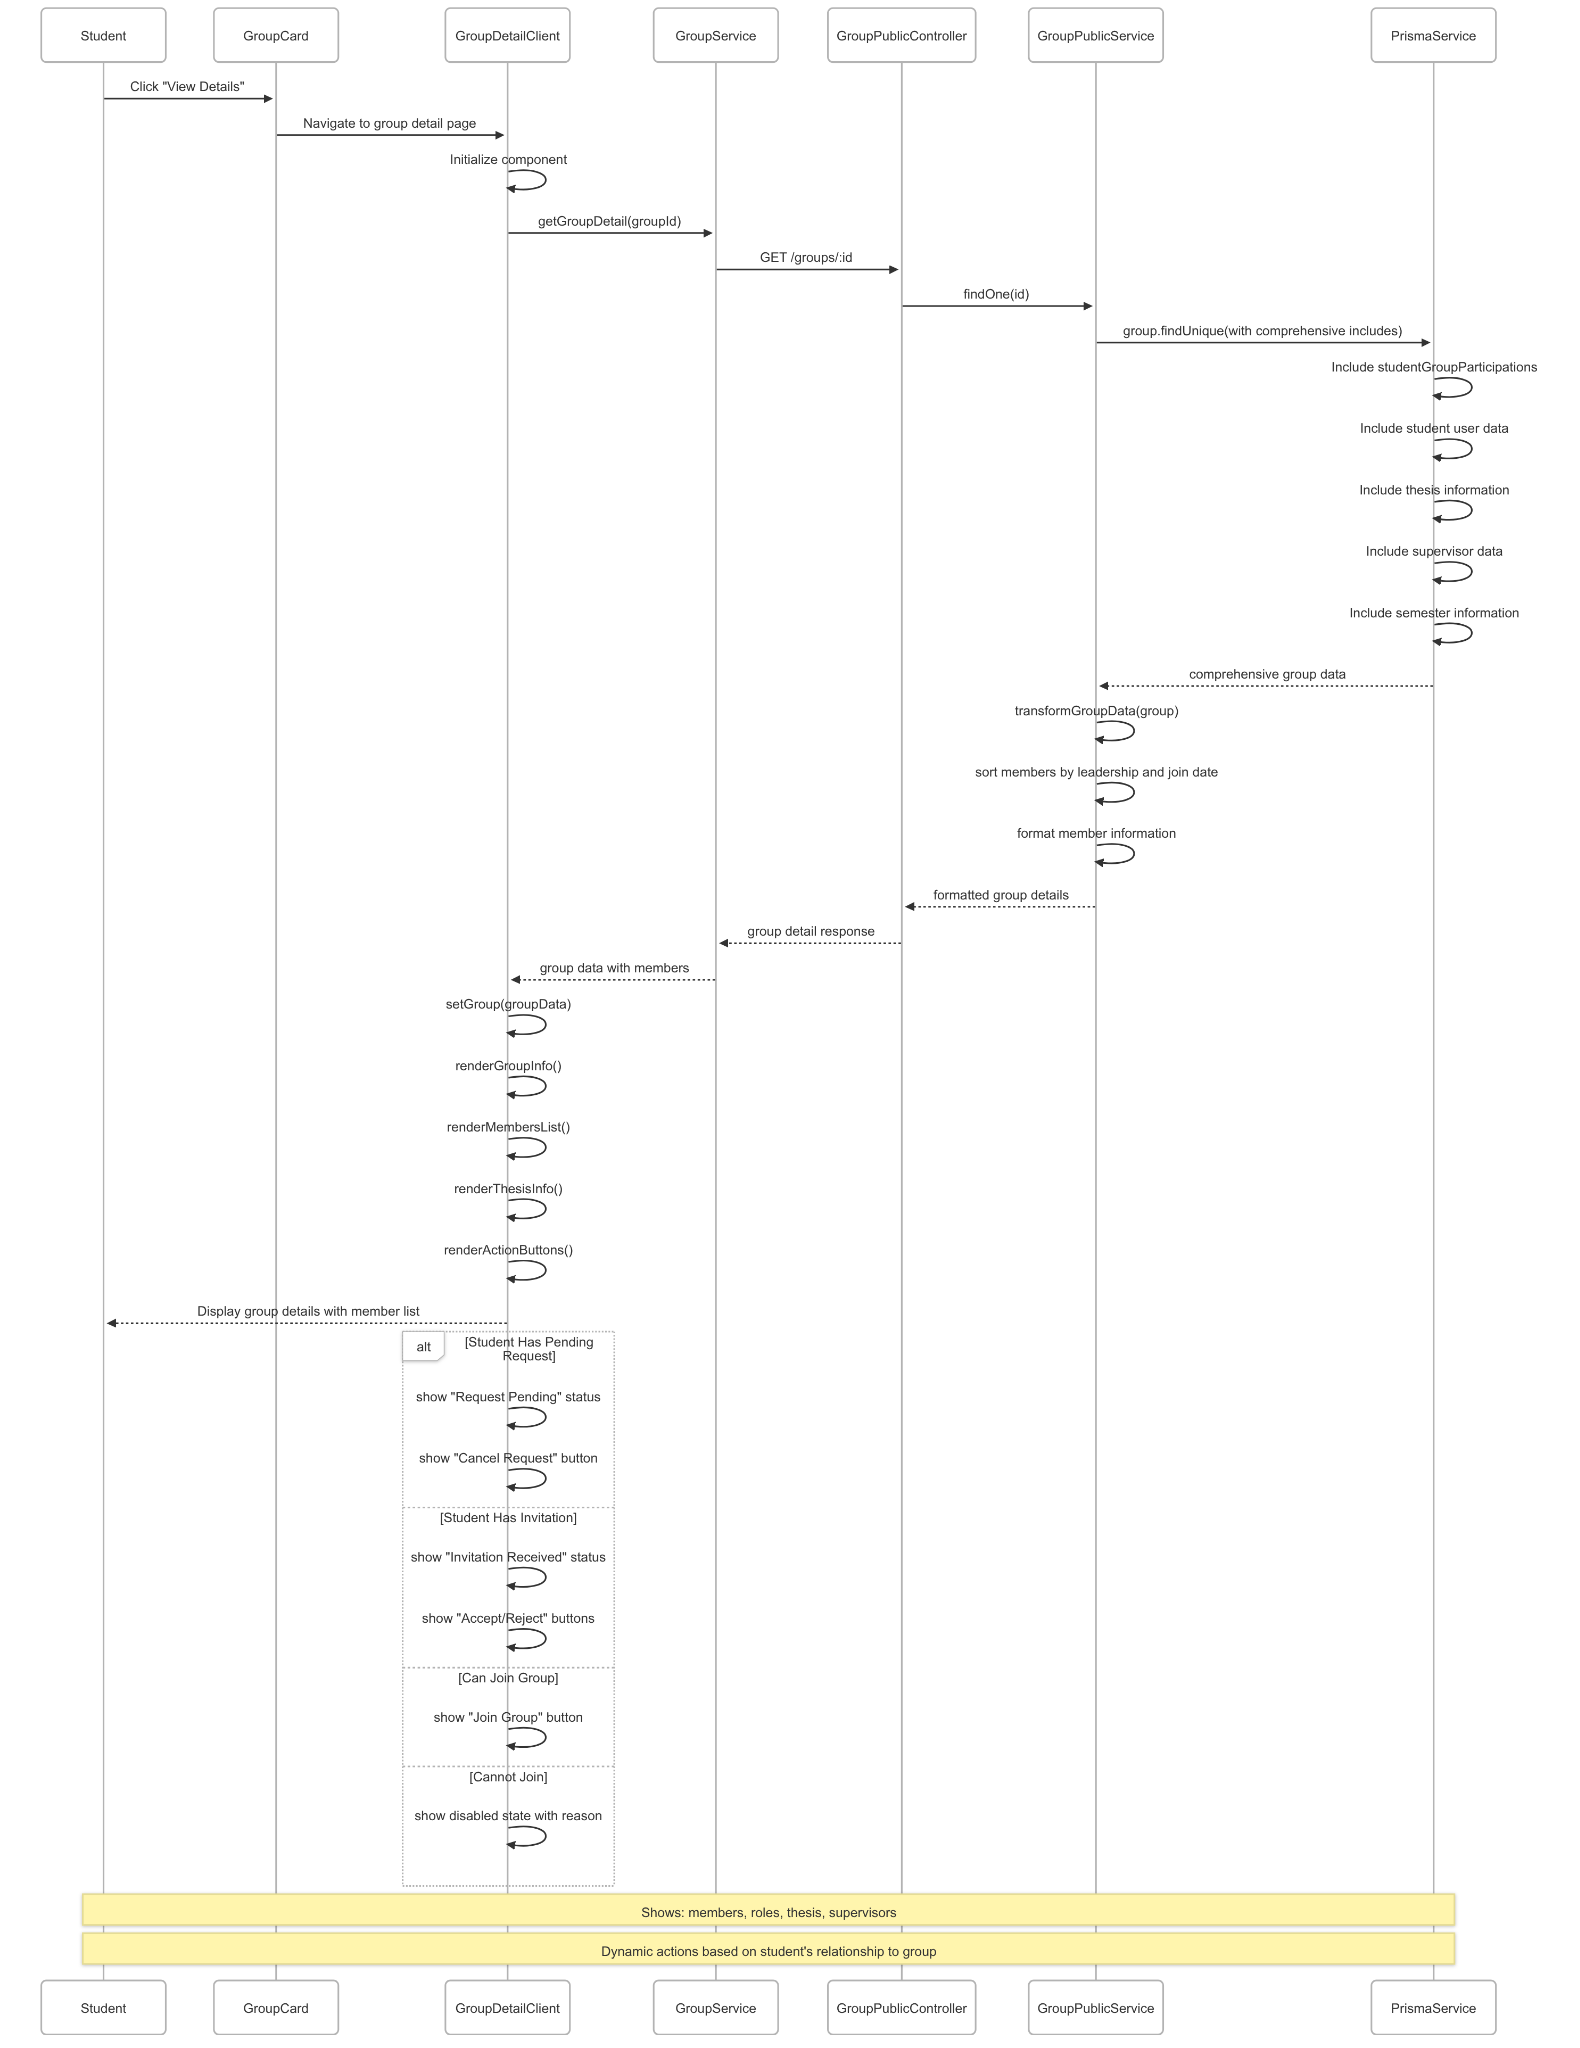 Student
GroupCard
GroupDetailClient
GroupService
GroupPublicController
GroupPublicService
PrismaService
Click "View Details"
Navigate to group detail page
Initialize component
getGroupDetail(groupId)
GET /groups/:id
findOne(id)
group.findUnique(with comprehensive includes)
Include studentGroupParticipations
Include student user data
Include thesis information
Include supervisor data
Include semester information
comprehensive group data
transformGroupData(group)
sort members by leadership and join date
format member information
formatted group details
group detail response
group data with members
setGroup(groupData)
renderGroupInfo()
renderMembersList()
renderThesisInfo()
renderActionButtons()
Display group details with member list
alt
[Student Has Pending
Request]
show "Request Pending" status
show "Cancel Request" button
[Student Has Invitation]
show "Invitation Received" status
show "Accept/Reject" buttons
[Can Join Group]
show "Join Group" button
[Cannot Join]
show disabled state with reason
Shows: members, roles, thesis, supervisors
Dynamic actions based on student's relationship to group
Student
GroupCard
GroupDetailClient
GroupService
GroupPublicController
GroupPublicService
PrismaService